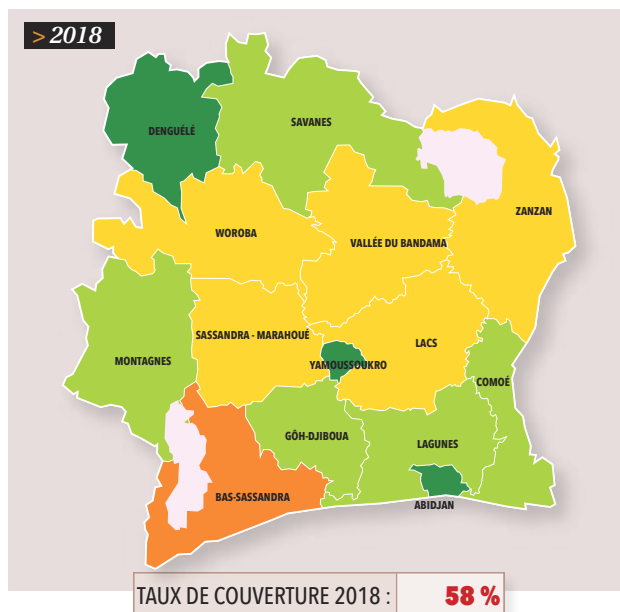 > 2018
DENGUÉLÉ
SAVANES
ZANZAN
WOROBA
VALLÉE DU BANDAMA
SASSANDRA - MARAHOUÉ
LACS
MONTAGNES
YAMOUSSOUKRO
COMOÉ
GÔH-DJIBOUA
LAGUNES
BAS-SASSANDRA
ABIDJAN
TAUX DE COUVERTURE 2018 : 58 %